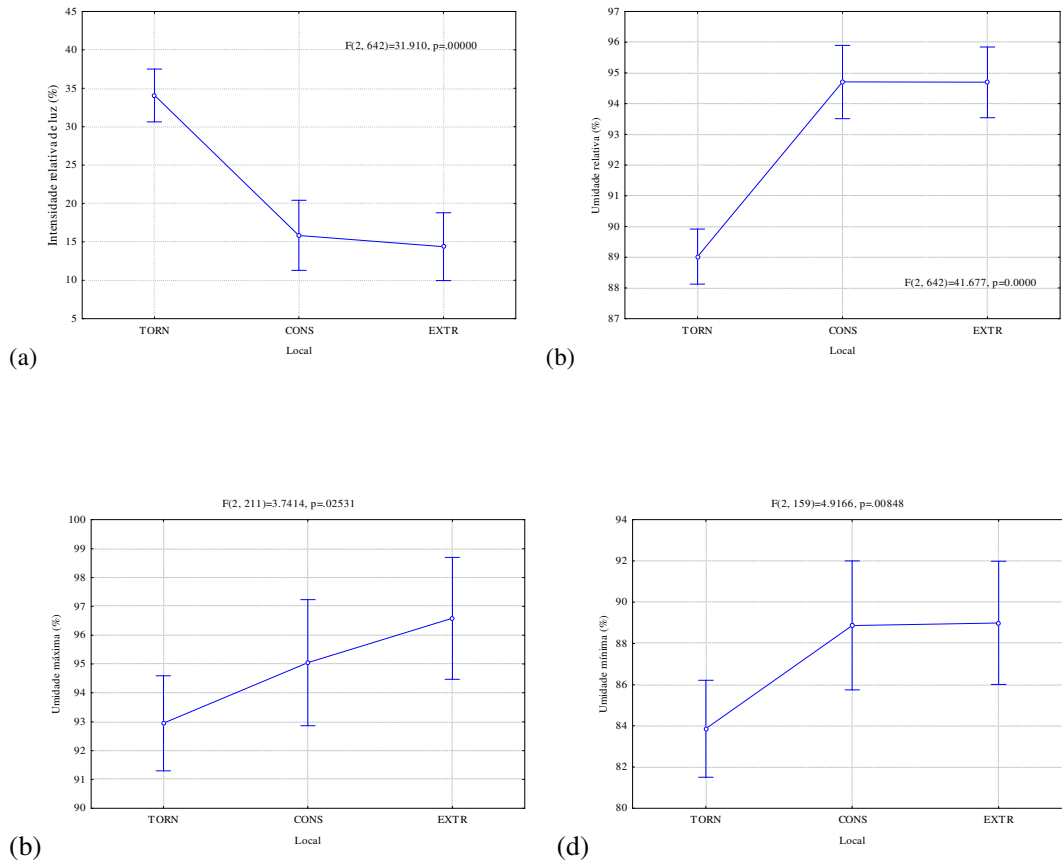 45
40
35
30
25
20
15
10
5
Intensidade relativa de luz (%)
F(2, 642)=31.910, p=.00000
TORN CONS EXTR
Local
(a)
97
96
95
94
93
92
91
90
89
88
87
Umidade relativa (%)
F(2, 642)=41.677, p=0.0000
TORN CONS EXTR
Local
(b)
F(2, 211)=3.7414, p=.02531
100
99
98
97
96
95
94
93
92
91
90
Umidade máxima (%)
TORN CONS EXTR
Local
(b)
F(2, 159)=4.9166, p=.00848
94
92
90
88
86
84
82
80
Umidade mínima (%)
TORN CONS EXTR
Local
(d)